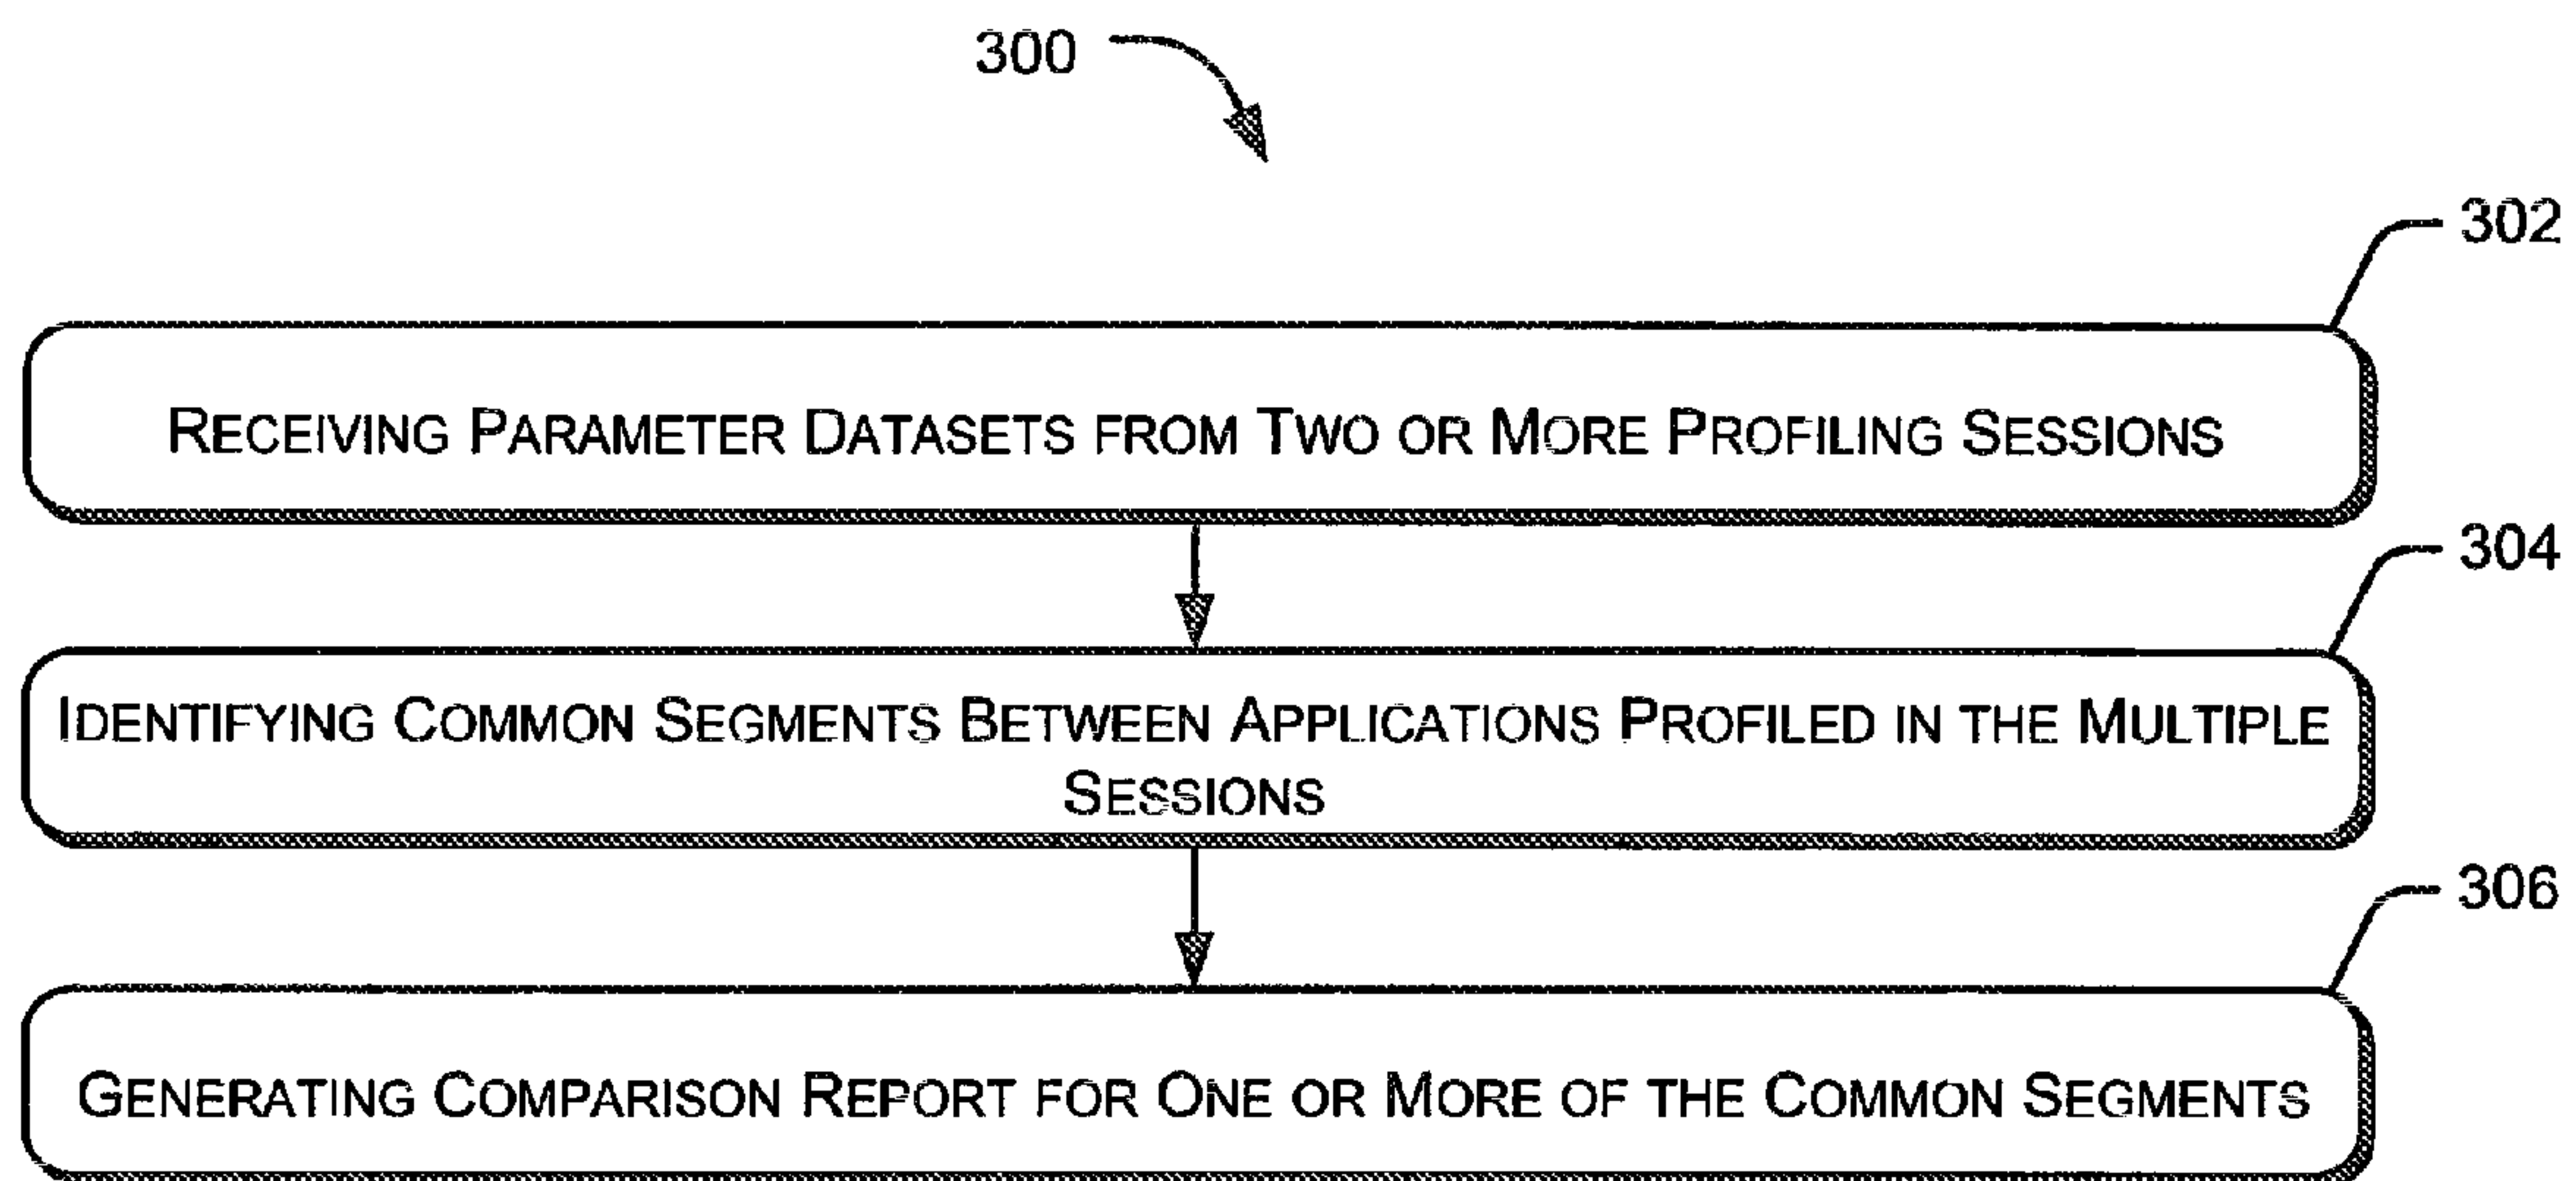 300
302
RECEIVING PARAMETER DATASETS FROM TWO OR MORE PROFILING SESSIONS
304
IDENTIFYING COMMON SEGMENTS BETWEEN APPLICATIONS PROFILED IN THE MULTIPLE
SESSIONS
306
GENERATING COMPARISON REPORT FOR ONE OR MORE OF THE COMMON SEGMENTS